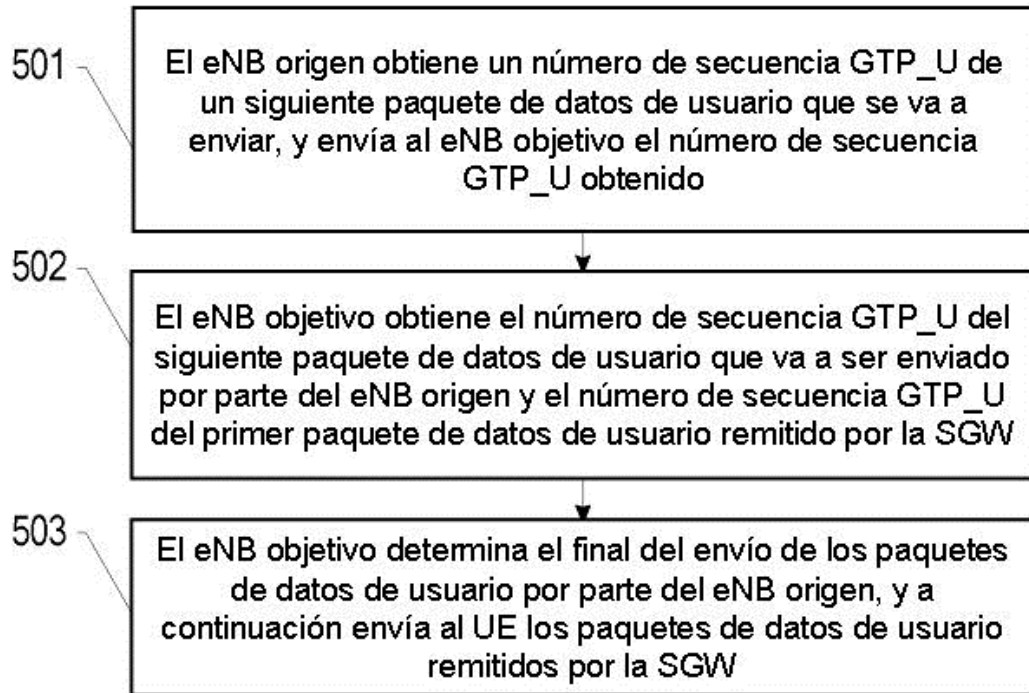 501
El eNB origen obtiene un número de secuencia GTP_U de
un siguiente paquete de datos de usuario que se va a
enviar, y envía al eNB objetivo el número de secuencia
GTP_U obtenido
502
El eNB objetivo obtiene el número de secuencia GTP_U del
siguiente paquete de datos de usuario que va a ser enviado
por parte del eNB origen y el número de secuencia GTP_U
del primer paquete de datos de usuario remitido por la SGW
503
El eNB objetivo determina el final del envío de los paquetes
de datos de usuario por parte del eNB origen, y a
continuación envía al UE los paquetes de datos de usuario
remitidos por la SGW